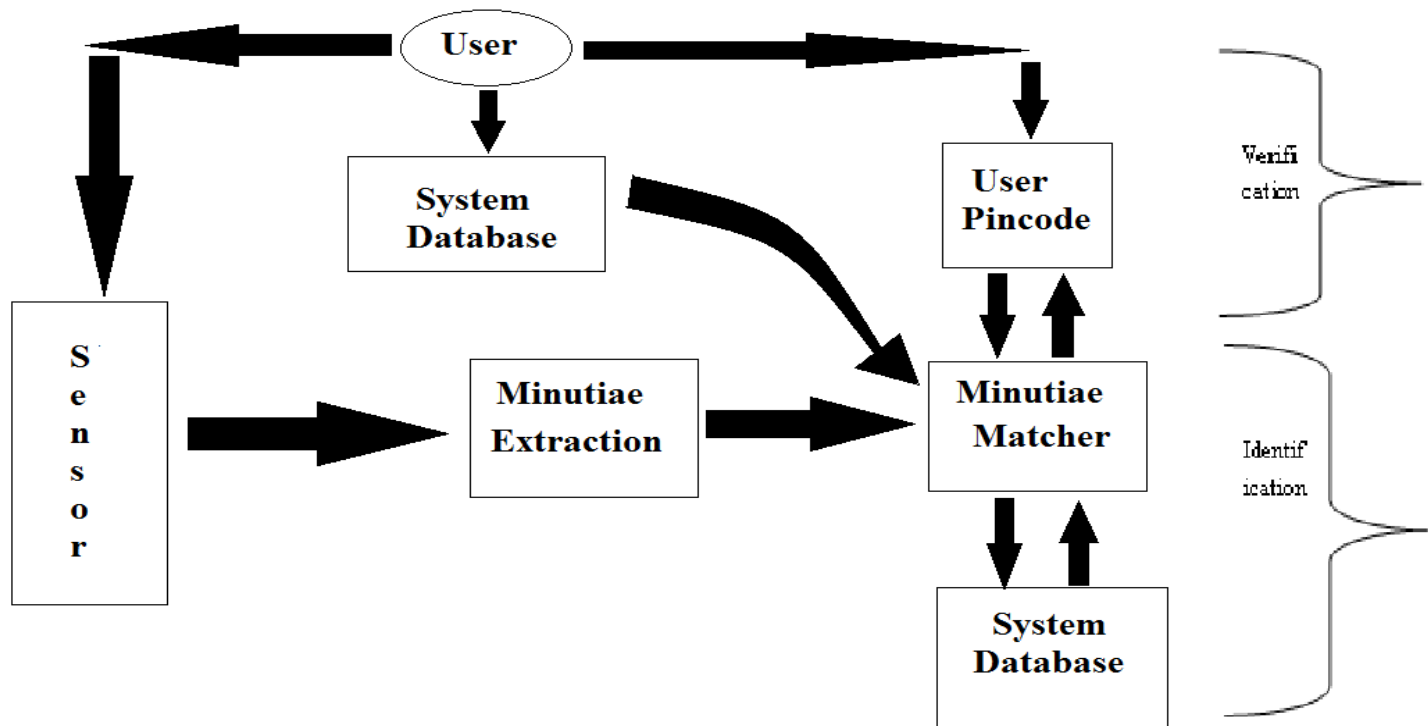 User
System
Database
User
Pincode
Verifi
cation
S
e
n
s
o
r
Minutiae
Extraction
Minutiae
Matcher
Identif
ication
System
Database